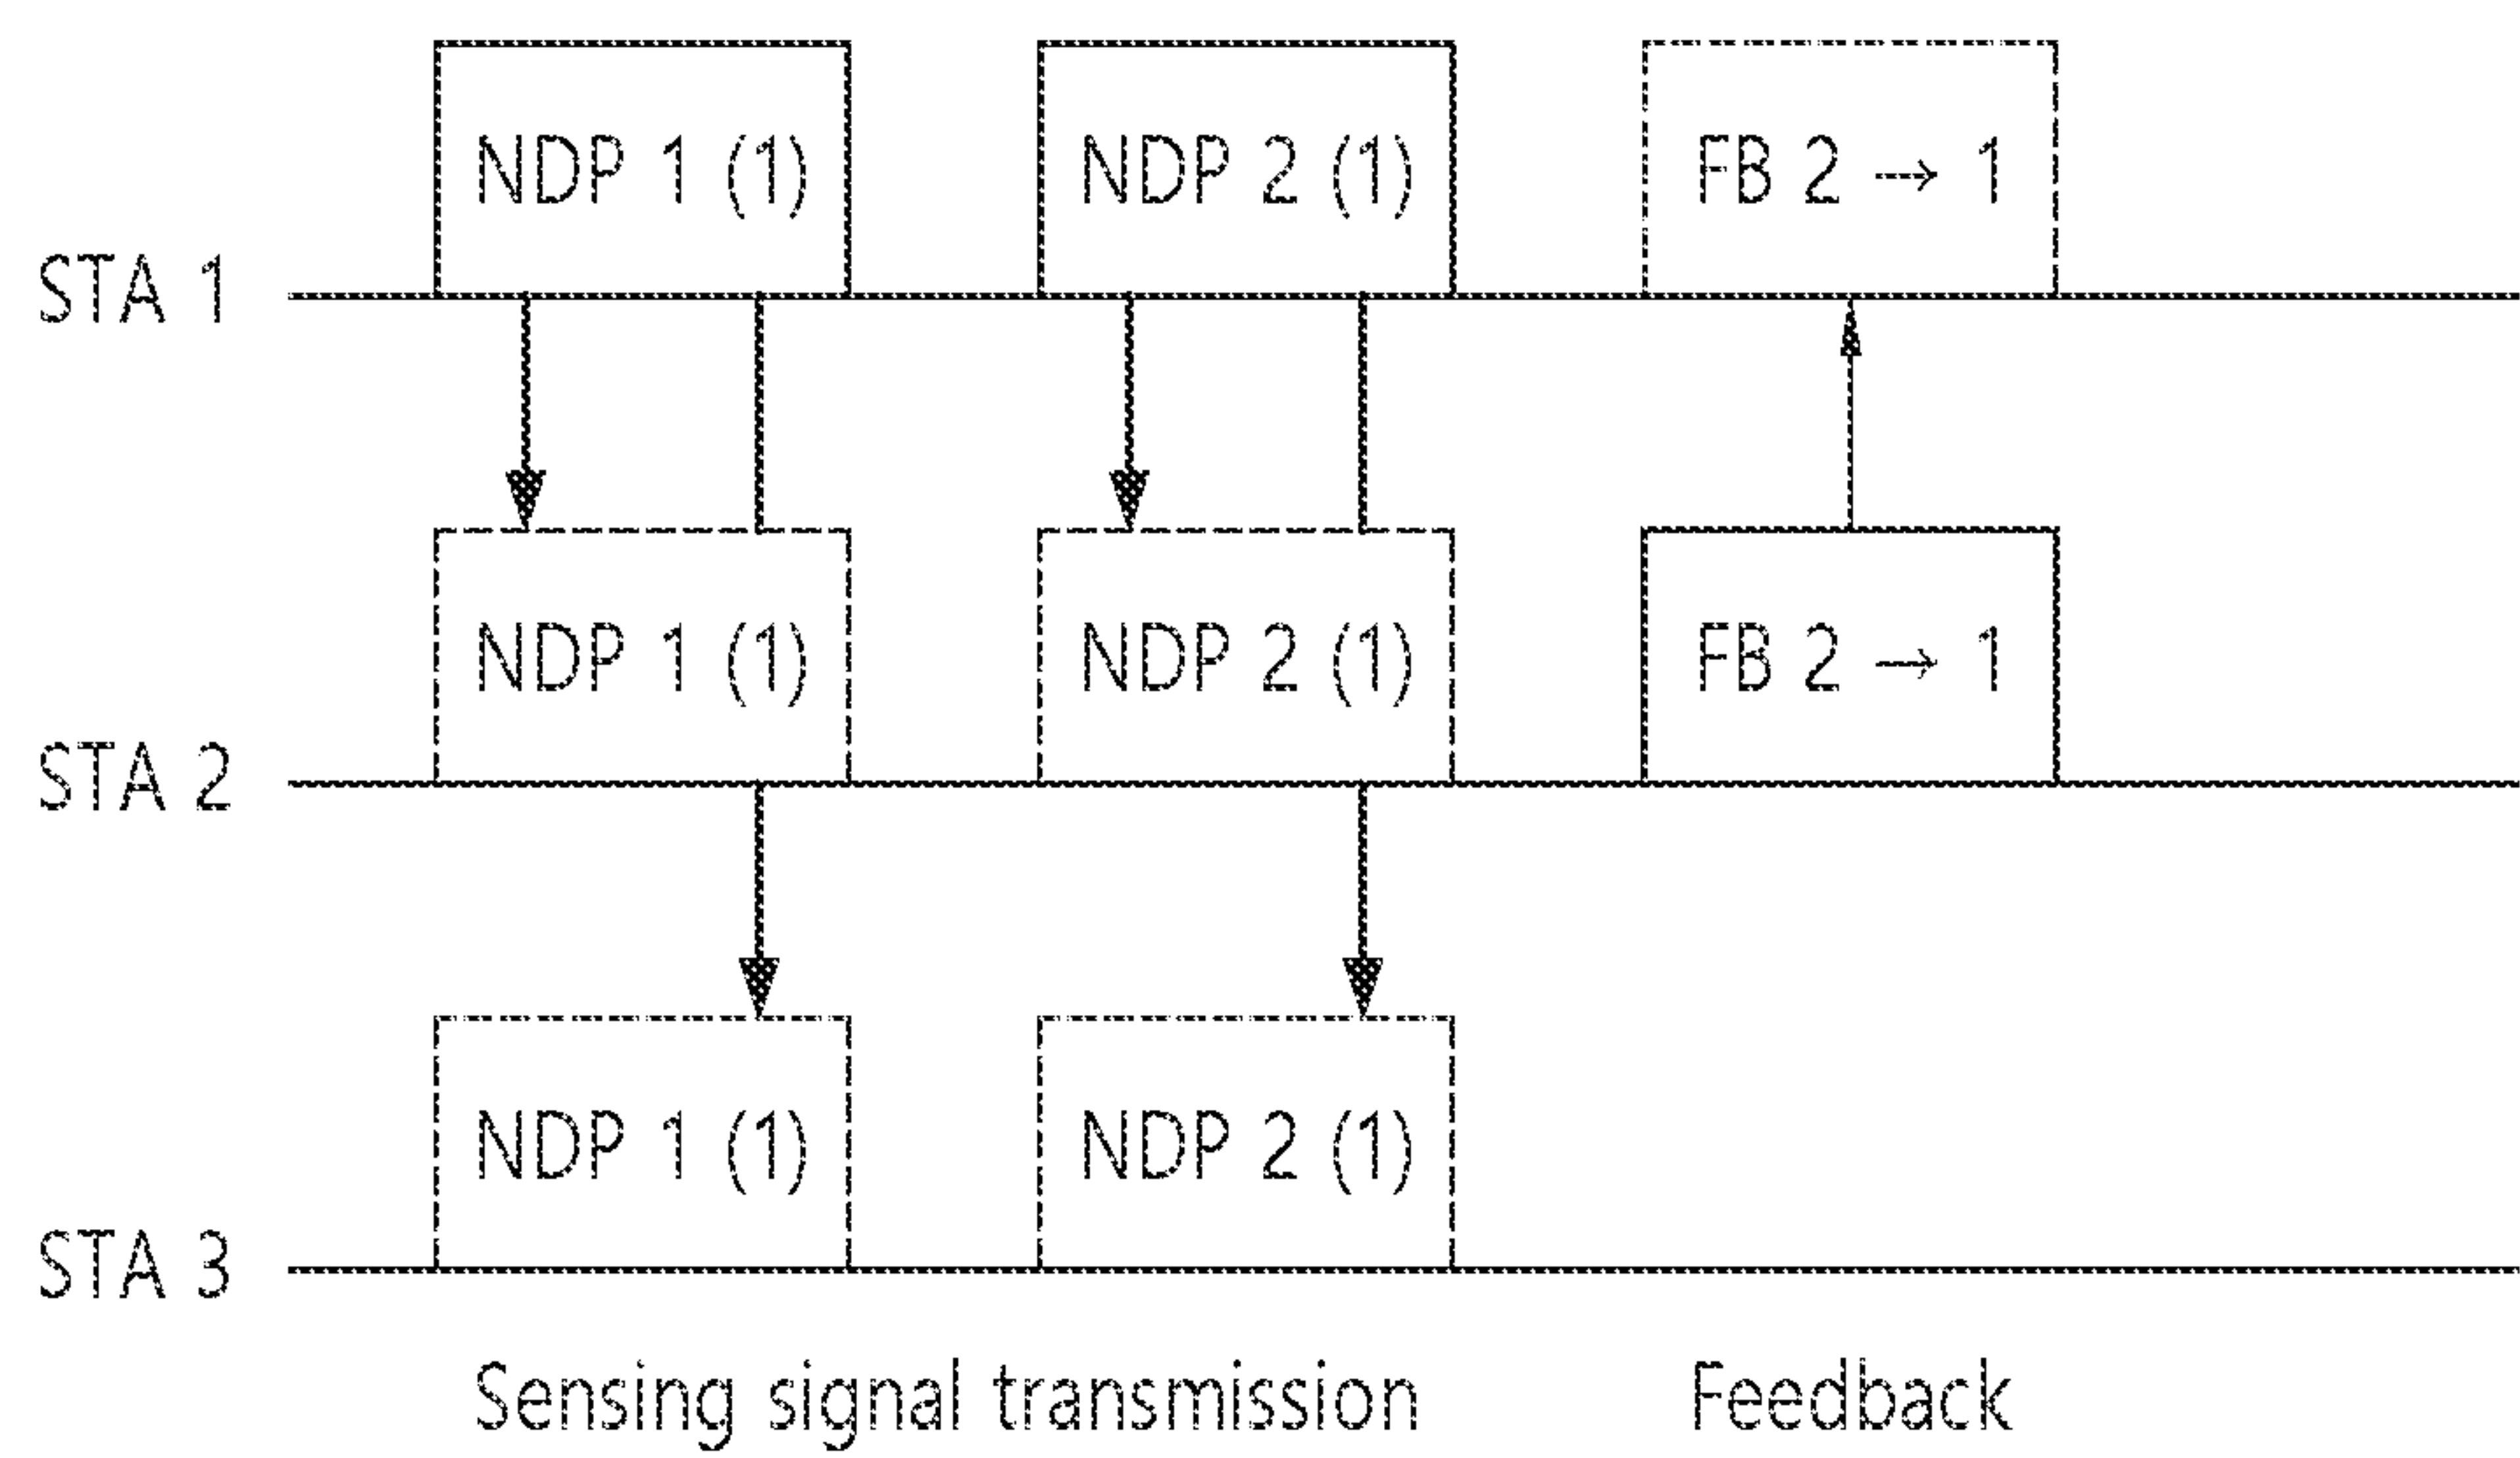 NDP 1 (1) NDP 2 (1) FB 2 → 1
STA 1
NDP 1 (1) NDP 2 (1) FB 2 → 1
STA 2
NDP 1 (1) NDP 2 (1)
STA 3
Sensing signal transmission Feedback